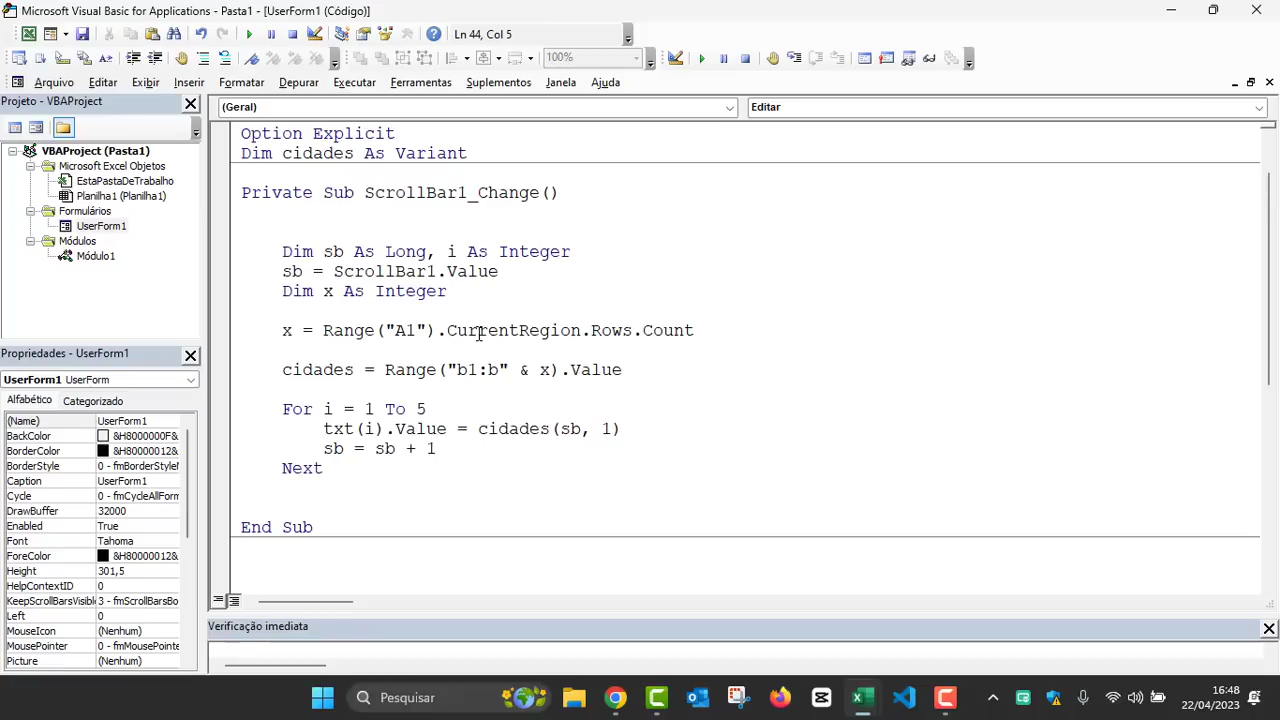 Microsoft Visual Basic for Applications - Pasta1 - [UserForm1 (Código)]
Ln 44, Col 5
100%
Arquivo Editar Exibir Inserir Formatar Depurar Executar Ferramentas Suplementos Janela Ajuda
Projeto - VBAProject
(Geral)
Editar
VBAProject (Pasta1)
Microsoft Excel Objetos
EstaPastaDeTrabalho
Planilha1 (Planilha1)
Formulários
UserForm1
Módulos
Módulo1
Option Explicit
Dim cidades As Variant
Private Sub ScrollBar1_Change()
Dim sb As Long, i As Integer
sb = ScrollBar1.Value
Dim x As Integer
x = Range("A1").CurrentRegion.Rows.Count
cidades = Range("b1:b" & x).Value
For i = 1 To 5
txt(i).Value = cidades(sb, 1)
sb = sb + 1
Next
End Sub
Propriedades - UserForm1
UserForm1 UserForm
Alfabético Categorizado
(Name) UserForm1
BackColor &H8000000F&
BorderColor &H80000012&
BorderStyle 0 - fmBorderStyleN
Caption UserForm1
Cycle 0 - fmCycleAllForm
DrawBuffer 32000
Enabled True
Font Tahoma
ForeColor &H80000012&
Height 301,5
HelpContextID 0
KeepScrollBarsVisibl 3 - fmScrollBarsBo
Left 0
MouseIcon (Nenhum)
MousePointer 0 - fmMousePointe
Picture (Nenhum)
Verificação imediata
Pesquisar
16:48
22/04/2023